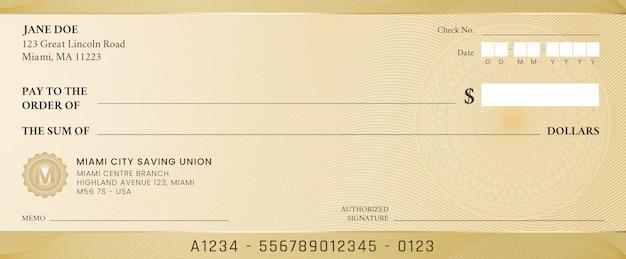 JANE DOE
123 Great Lincoln Road
Miami, MA 11223
Check No.
Date
D D M M Y Y Y Y
PAY TO THE
ORDER OF
$
THE SUM OF
DOLLARS
M
MIAMI CITY SAVING UNION
MIAMI CENTRE BRANCH
HIGHLAND AVENUE 123, MIAMI
M56 7S - USA
MEMO
AUTHORIZED
SIGNATURE
A1234 - 556789012345 - 0123